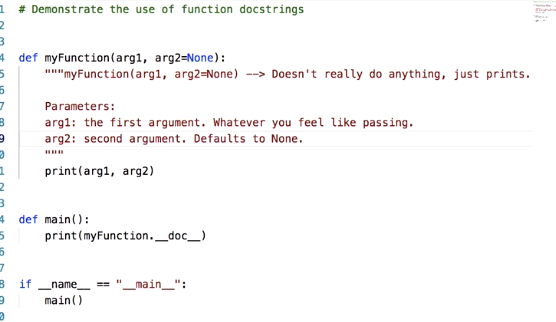 1 # Demonstrate the use of function docstrings
2
3
4 def myFunction(arg1, arg2=None):
5     """myFunction(arg1, arg2=None) --> Doesn't really do anything, just prints.
6
7     Parameters:
8     arg1: the first argument. Whatever you feel like passing.
9     arg2: second argument. Defaults to None.
0     """
1     print(arg1, arg2)
2
3
4 def main():
5     print(myFunction.__doc__)
6
7
8 if __name__ == "__main__":
9     main()
0